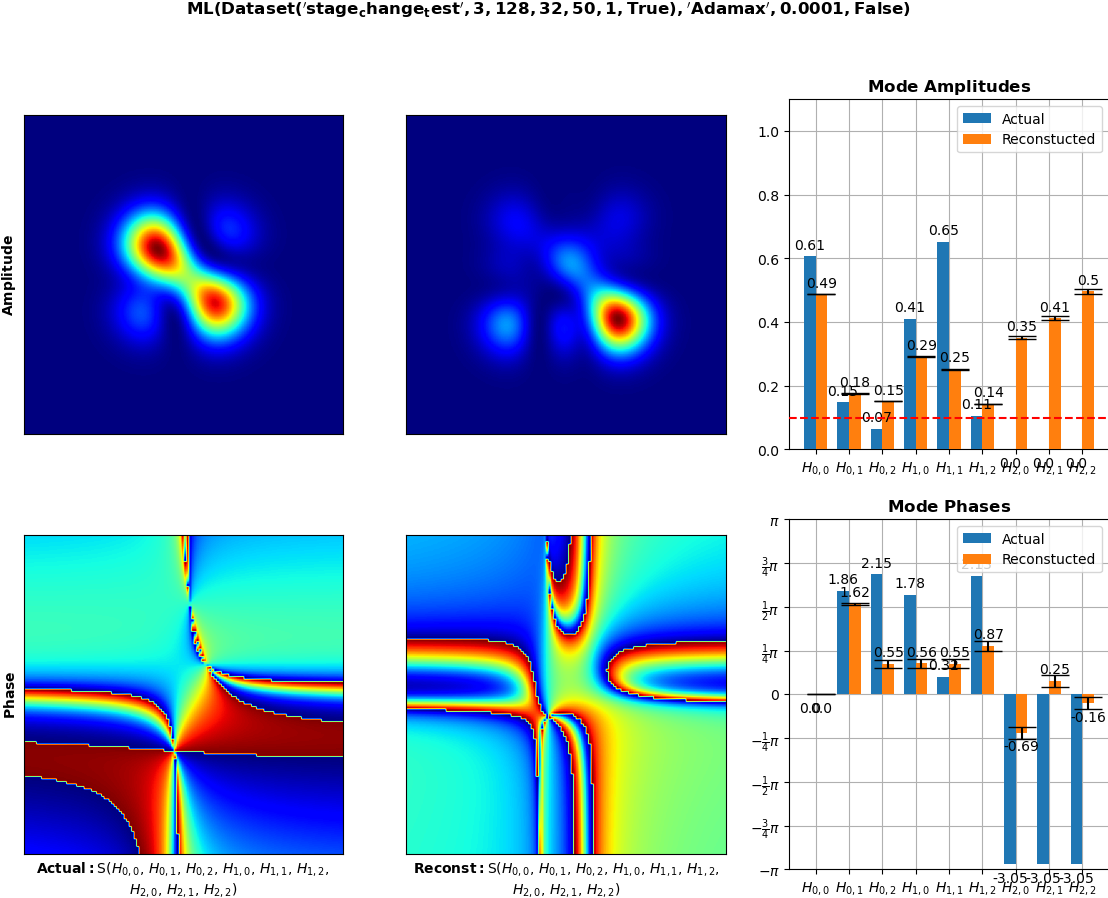 ML(Dataset('stage_change_test', 3, 128, 32, 50, 1, True), 'Adamax', 0.0001, False)
Amplitude
Mode Amplitudes
Actual
Reconstucted
1.0
0.8
0.6
0.4
0.2
0.0
0.61
0.49
0.15
0.18
0.07
0.15
0.41
0.29
0.65
0.25
0.11
0.14
0.0
0.35
0.0
0.41
0.0
0.5
H0,0 H0,1 H0,2 H1,0 H1,1 H1,2 H2,0 H2,1 H2,2
Phase
Actual: S(H0,0, H0,1, H0,2, H1,0, H1,1, H1,2,
H2,0, H2,1, H2,2)
Reconst: S(H0,0, H0,1, H0,2, H1,0, H1,1, H1,2,
H2,0, H2,1, H2,2)
Mode Phases
Actual
Reconstucted
π
3/4π
1/2π
1/4π
0
−1/4π
−1/2π
−3/4π
−π
0.0
0.0
1.86
1.62
2.15
0.55
1.78
0.56
0.32
0.55
0.87
-3.05
-0.69
-3.05
0.25
-3.05
-0.16
H0,0 H0,1 H0,2 H1,0 H1,1 H1,2 H2,0 H2,1 H2,2